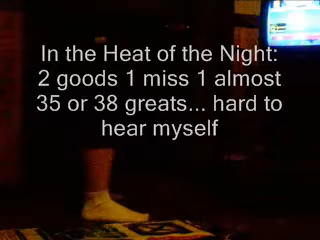 In the Heat of the Night:
2 goods 1 miss 1 almost
35 or 38 greats... hard to
hear myself